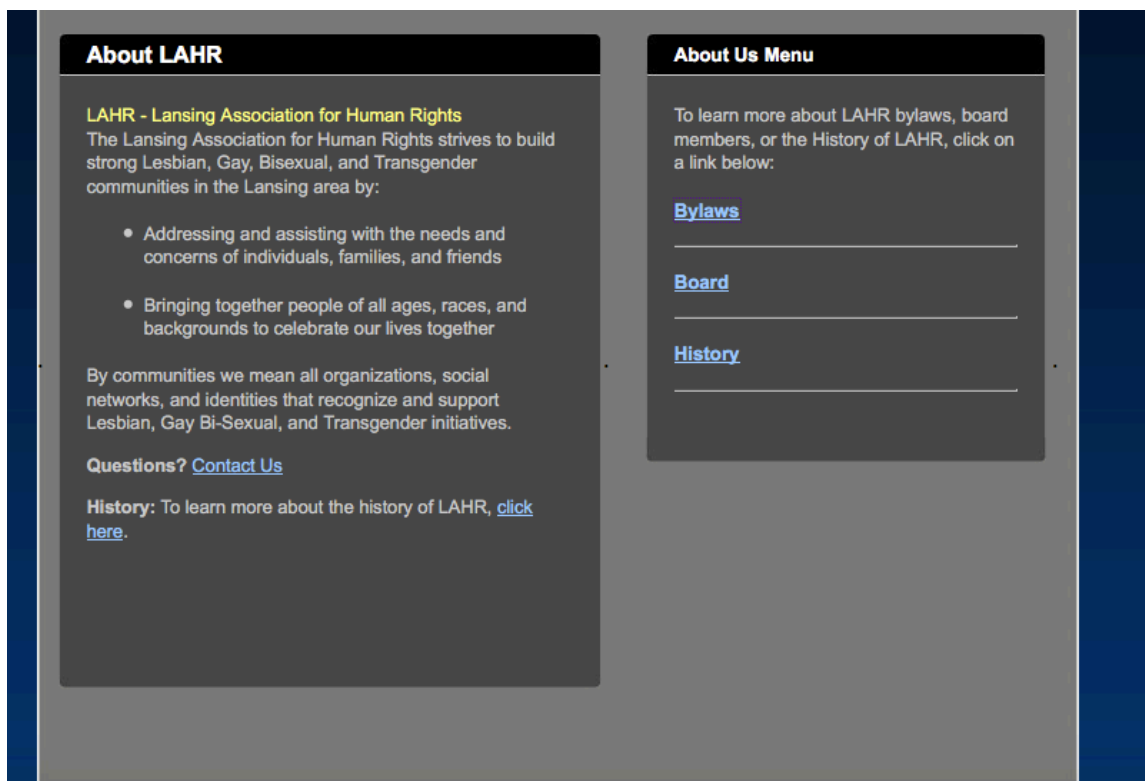 About LAHR
LAHR - Lansing Association for Human Rights
The Lansing Association for Human Rights strives to build
strong Lesbian, Gay, Bisexual, and Transgender
communities in the Lansing area by:
• Addressing and assisting with the needs and
concerns of individuals, families, and friends
• Bringing together people of all ages, races, and
backgrounds to celebrate our lives together
By communities we mean all organizations, social
networks, and identities that recognize and support
Lesbian, Gay Bi-Sexual, and Transgender initiatives.
Questions? Contact Us
History: To learn more about the history of LAHR, click
here.
About Us Menu
To learn more about LAHR bylaws, board
members, or the History of LAHR, click on
a link below:
Bylaws
Board
History